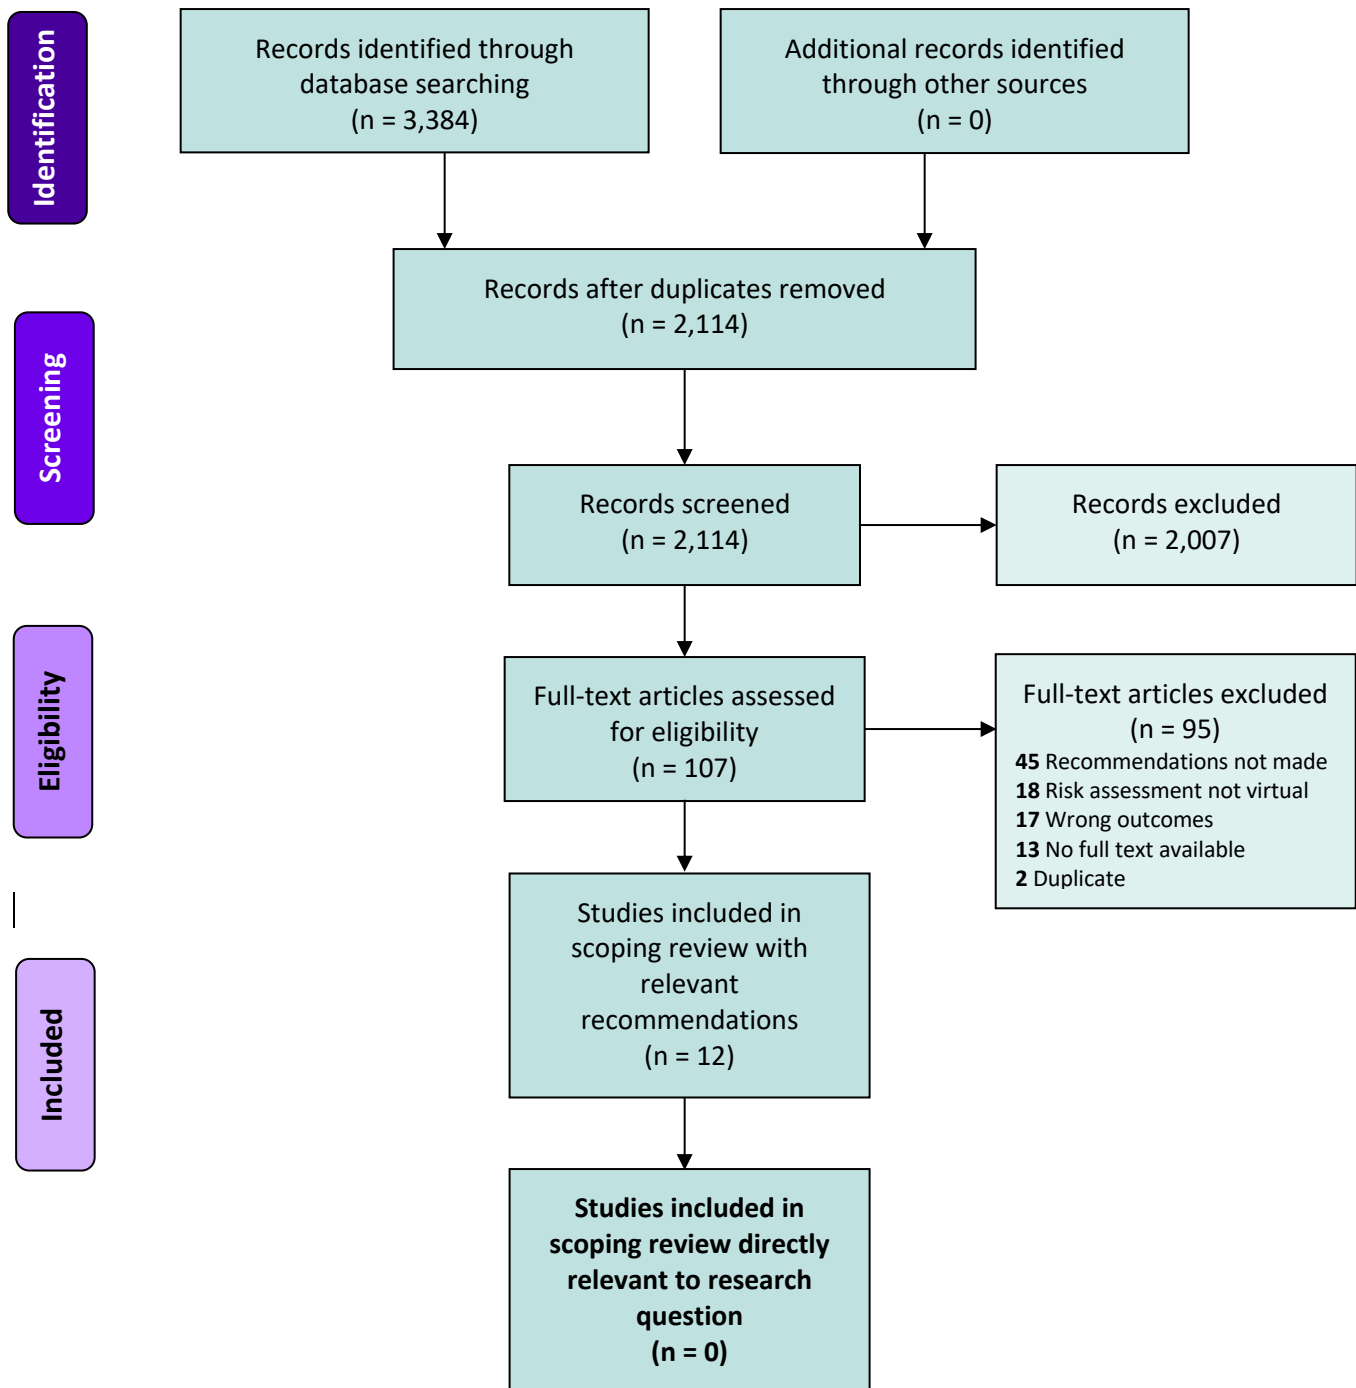 Identification
Records identified through
database searching
(n = 3,384)
Additional records identified
through other sources
(n = 0)
Records after duplicates removed
(n = 2,114)
Screening
Records screened
(n = 2,114)
Records excluded
(n = 2,007)
Eligibility
Full-text articles assessed
for eligibility
(n = 107)
Full-text articles excluded
(n = 95)
45 Recommendations not made
18 Risk assessment not virtual
17 Wrong outcomes
13 No full text available
2 Duplicate
Included
Studies included in
scoping review with
relevant
recommendations
(n = 12)
Studies included in
scoping review directly
relevant to research
question
(n = 0)